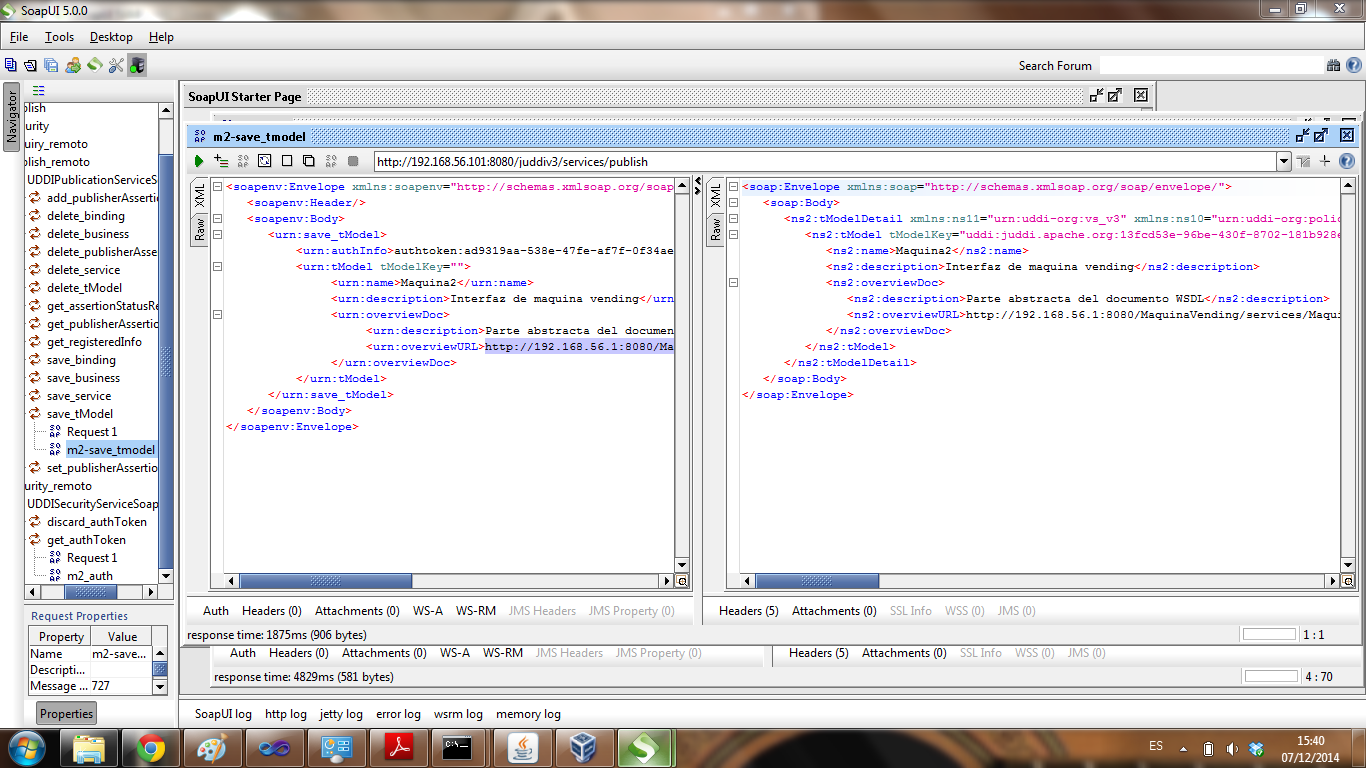 SoapUI 5.0.0
File Tools Desktop Help
Search Forum
Navigator
SoapUI Starter Page
m2-save_tmodel
http://192.168.56.101:8080/juddiv3/services/publish
blish
urity
uiry_remoto
blish_remoto
UDDIPublicationServiceS
add_publisherAsserti
delete_binding
delete_business
delete_publisherAsse
delete_service
delete_tModel
get_assertionStatusRe
get_publisherAssertic
get_registeredInfo
save_binding
save_business
save_service
save_tModel
Request 1
m2-save_tmodel
set_publisherAssertio
urity_remoto
UDDISecurityServiceSoap
discard_authToken
get_authToken
Request 1
m2_auth
XML
Raw
<soapenv:Envelope xmlns:soapenv="http://schemas.xmlsoap.org/soap
<soapenv:Header/>
<soapenv:Body>
<urn:save_tModel>
<urn:authInfo>authtoken:ad9319aa-538e-47fe-af7f-0f34ae
<urn:tModel tModelKey="">
<urn:name>Maquina2</urn:name>
<urn:description>Interfaz de maquina vending</urn
<urn:overviewDoc>
<urn:description>Parte abstracta del documen
<urn:overviewURL>http://192.168.56.1:8080/Ma
</urn:overviewDoc>
</urn:tModel>
</urn:save_tModel>
</soapenv:Body>
</soapenv:Envelope>
XML
Raw
<soap:Envelope xmlns:soap="http://schemas.xmlsoap.org/soap/envelope/">
<soap:Body>
<ns2:tModelDetail xmlns:ns11="urn:uddi-org:vs_v3" xmlns:ns10="urn:uddi-org:polic
<ns2:tModel tModelKey="uddi:juddi.apache.org:13fcd53e-96be-430f-8702-181b928e
<ns2:name>Maquina2</ns2:name>
<ns2:description>Interfaz de maquina vending</ns2:description>
<ns2:overviewDoc>
<ns2:description>Parte abstracta del documento WSDL</ns2:description>
<ns2:overviewURL>http://192.168.56.1:8080/MaquinaVending/services/Maqui
</ns2:overviewDoc>
</ns2:tModel>
</ns2:tModelDetail>
</soap:Body>
</soap:Envelope>
Auth Headers (0) Attachments (0) WS-A WS-RM JMS Headers JMS Property (0)
Headers (5) Attachments (0) SSL Info WSS (0) JMS (0)
response time: 1875ms (906 bytes)
1 : 1
Auth Headers (0) Attachments (0) WS-A WS-RM JMS Headers JMS Property (0)
Headers (5) Attachments (0) SSL Info WSS (0) JMS (0)
response time: 4829ms (581 bytes)
4 : 70
Request Properties
Property Value
Name m2-save...
Descripti...
Message ... 727
Properties
SoapUI log http log jetty log error log wsrm log memory log
ES
15:40
07/12/2014